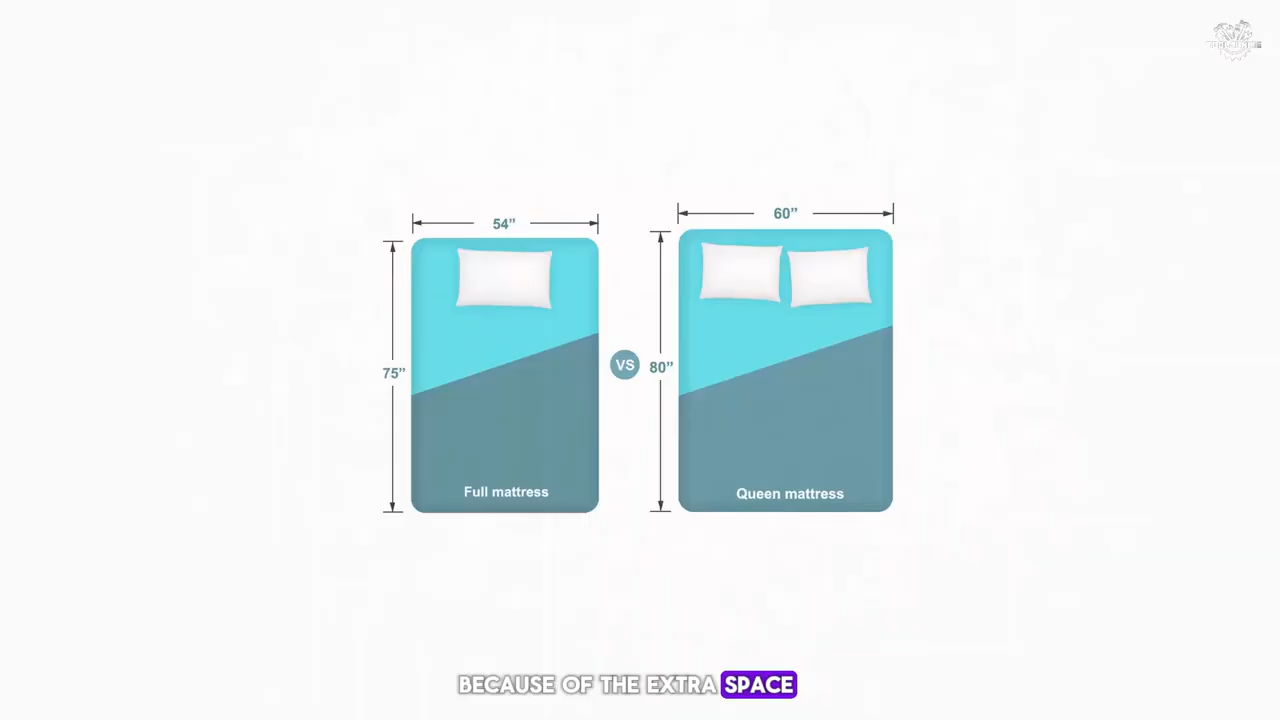 54”
60”
75”
VS
80”
Full mattress
Queen mattress
BECAUSE OF THE EXTRA SPACE